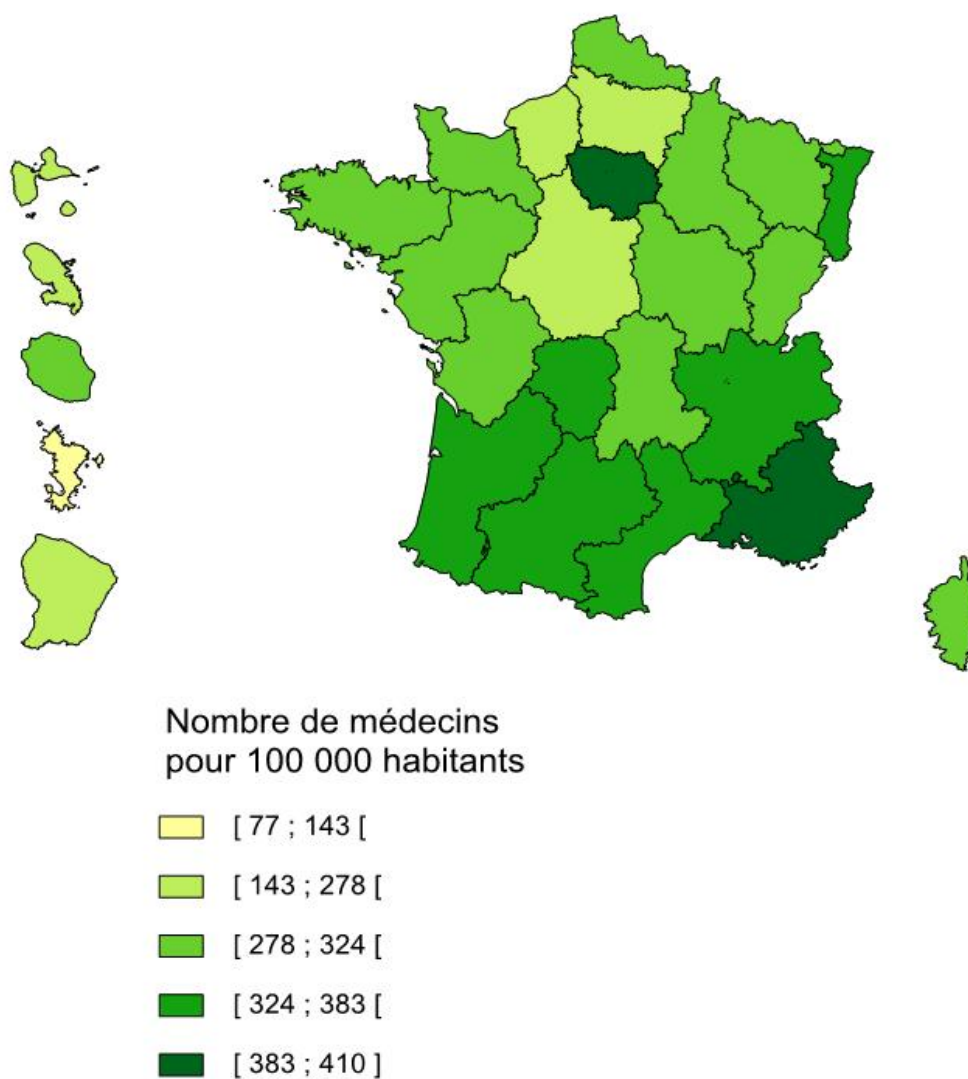 Nombre de médecins
pour 100 000 habitants
[ 77 ; 143 [
[ 143 ; 278 [
[ 278 ; 324 [
[ 324 ; 383 [
[ 383 ; 410 ]